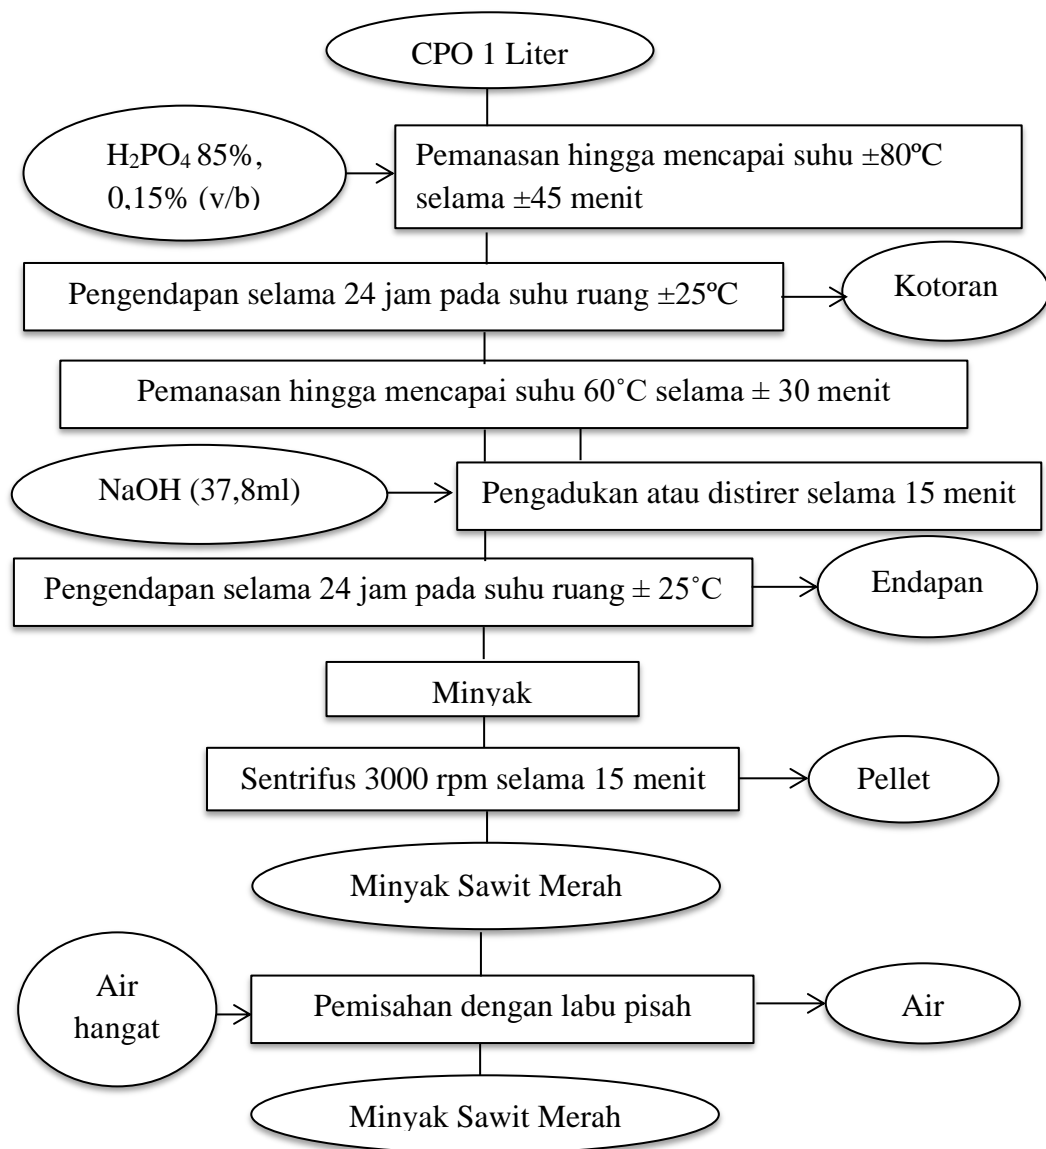 CPO 1 Liter
H₂PO₄ 85%,
0,15% (v/b)
Pemanasan hingga mencapai suhu ±80ºC
selama ±45 menit
Pengendapan selama 24 jam pada suhu ruang ±25ºC
Kotoran
Pemanasan hingga mencapai suhu 60˚C selama ± 30 menit
NaOH (37,8ml)
Pengadukan atau distirer selama 15 menit
Pengendapan selama 24 jam pada suhu ruang ± 25˚C
Endapan
Minyak
Sentrifus 3000 rpm selama 15 menit
Pellet
Minyak Sawit Merah
Air
hangat
Pemisahan dengan labu pisah
Air
Minyak Sawit Merah